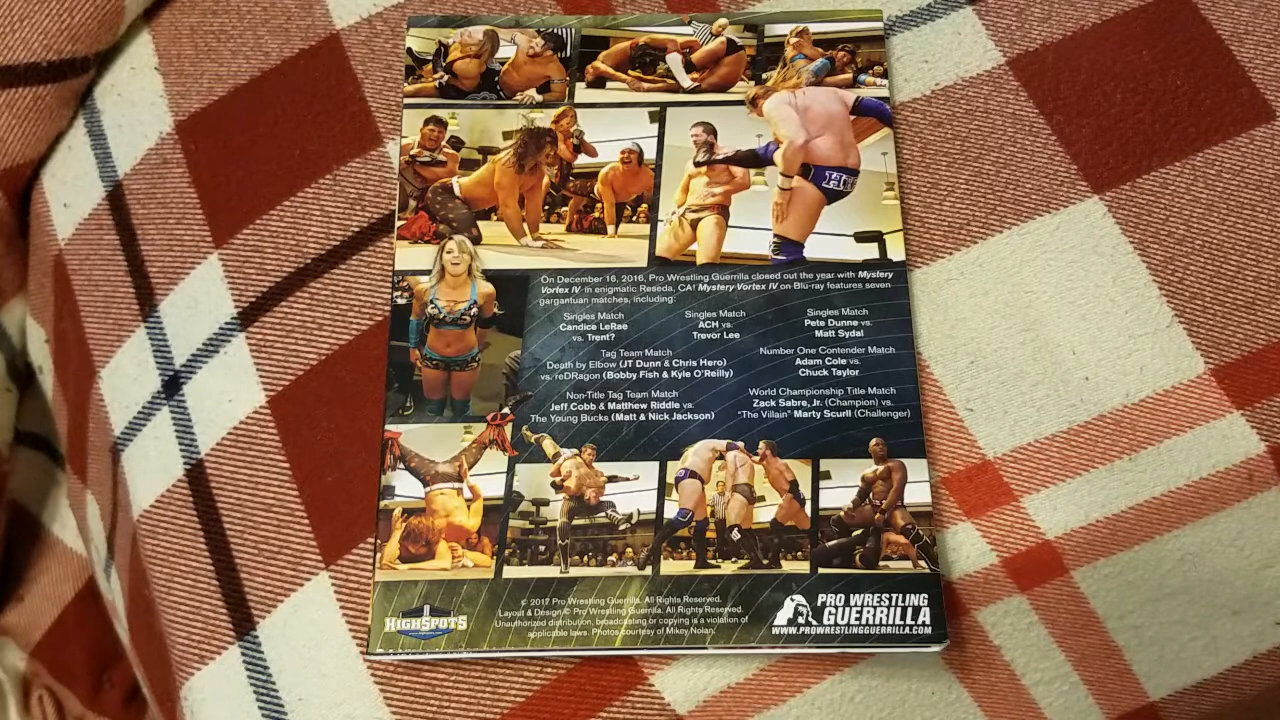 HH
On December 16, 2016, Pro Wrestling Guerrilla closed out the year with Mystery
Vortex IV in enigmatic Reseda, CA! Mystery Vortex IV on Blu-ray features seven
gargantuan matches, including:
Singles Match
Candice LeRae
vs. Trent?
Singles Match
ACH vs.
Trevor Lee
Singles Match
Pete Dunne vs.
Matt Sydal
Tag Team Match
Death by Elbow (JT Dunn & Chris Hero)
vs. reDRagon (Bobby Fish & Kyle O'Reilly)
Number One Contender Match
Adam Cole vs.
Chuck Taylor
Non-Title Tag Team Match
Jeff Cobb & Matthew Riddle vs.
The Young Bucks (Matt & Nick Jackson)
World Championship Title Match
Zack Sabre, Jr. (Champion) vs.
"The Villain" Marty Scurll (Challenger)
HIGHSPOTS
© 2017 Pro Wrestling Guerrilla. All Rights Reserved.
Layout & Design © Pro Wrestling Guerrilla. All Rights Reserved.
Unauthorized distribution, broadcasting or copying is a violation of
applicable laws. Photos courtesy of Mikey Nolan.
PRO WRESTLING
GUERRILLA
WWW.PROWRESTLINGGUERRILLA.COM